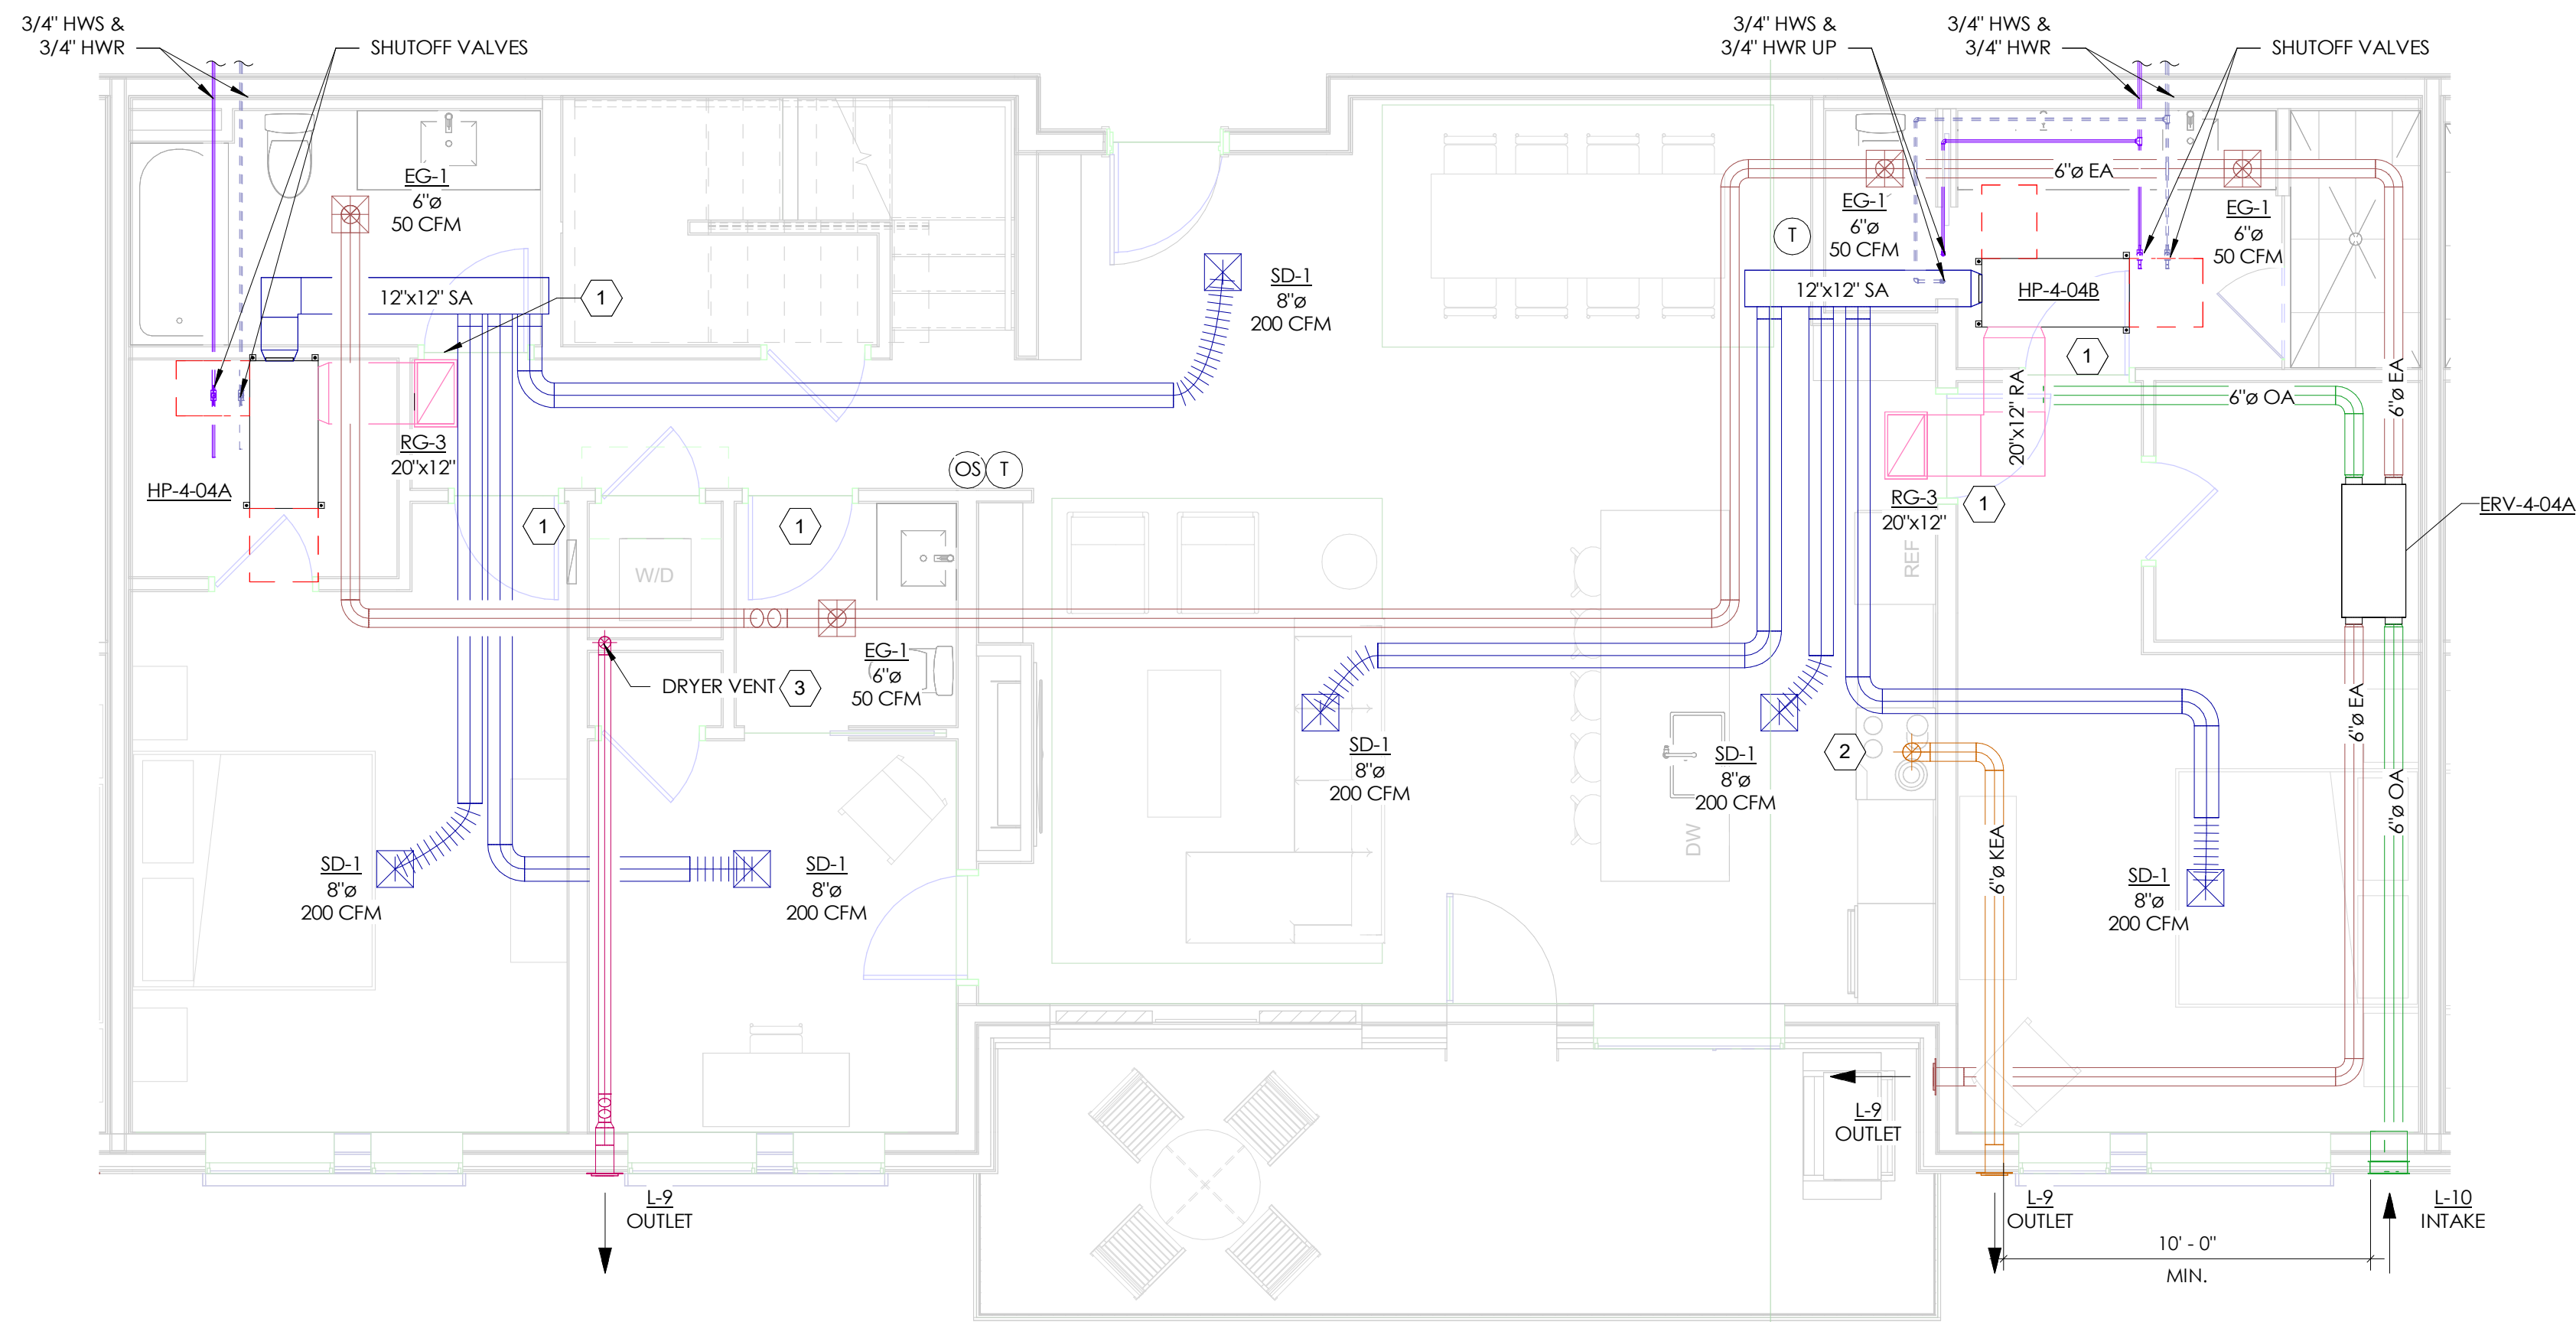 3/4" HWS &
3/4" HWR
SHUTOFF VALVES
3/4" HWS &
3/4" HWR UP
3/4" HWS &
3/4" HWR
SHUTOFF VALVES
EG-1
6"ø
50 CFM
6"ø EA
EG-1
6"ø
50 CFM
EG-1
6"ø
50 CFM
T
12"x12" SA
1
SD-1
8"ø
200 CFM
12"x12" SA
HP-4-04B
1
6"ø OA
6"ø EA
20"x12" RA
RG-3
20"x12"
HP-4-04A
OS
T
RG-3
20"x12"
1
ERV-4-04A
1
1
W/D
REF
EG-1
6"ø
50 CFM
DRYER VENT
3
6"ø EA
SD-1
8"ø
200 CFM
SD-1
8"ø
200 CFM
2
6"ø OA
DW
6"ø KEA
SD-1
8"ø
200 CFM
SD-1
8"ø
200 CFM
SD-1
8"ø
200 CFM
L-9
OUTLET
L-9
OUTLET
L-9
OUTLET
L-10
INTAKE
10' - 0"
MIN.